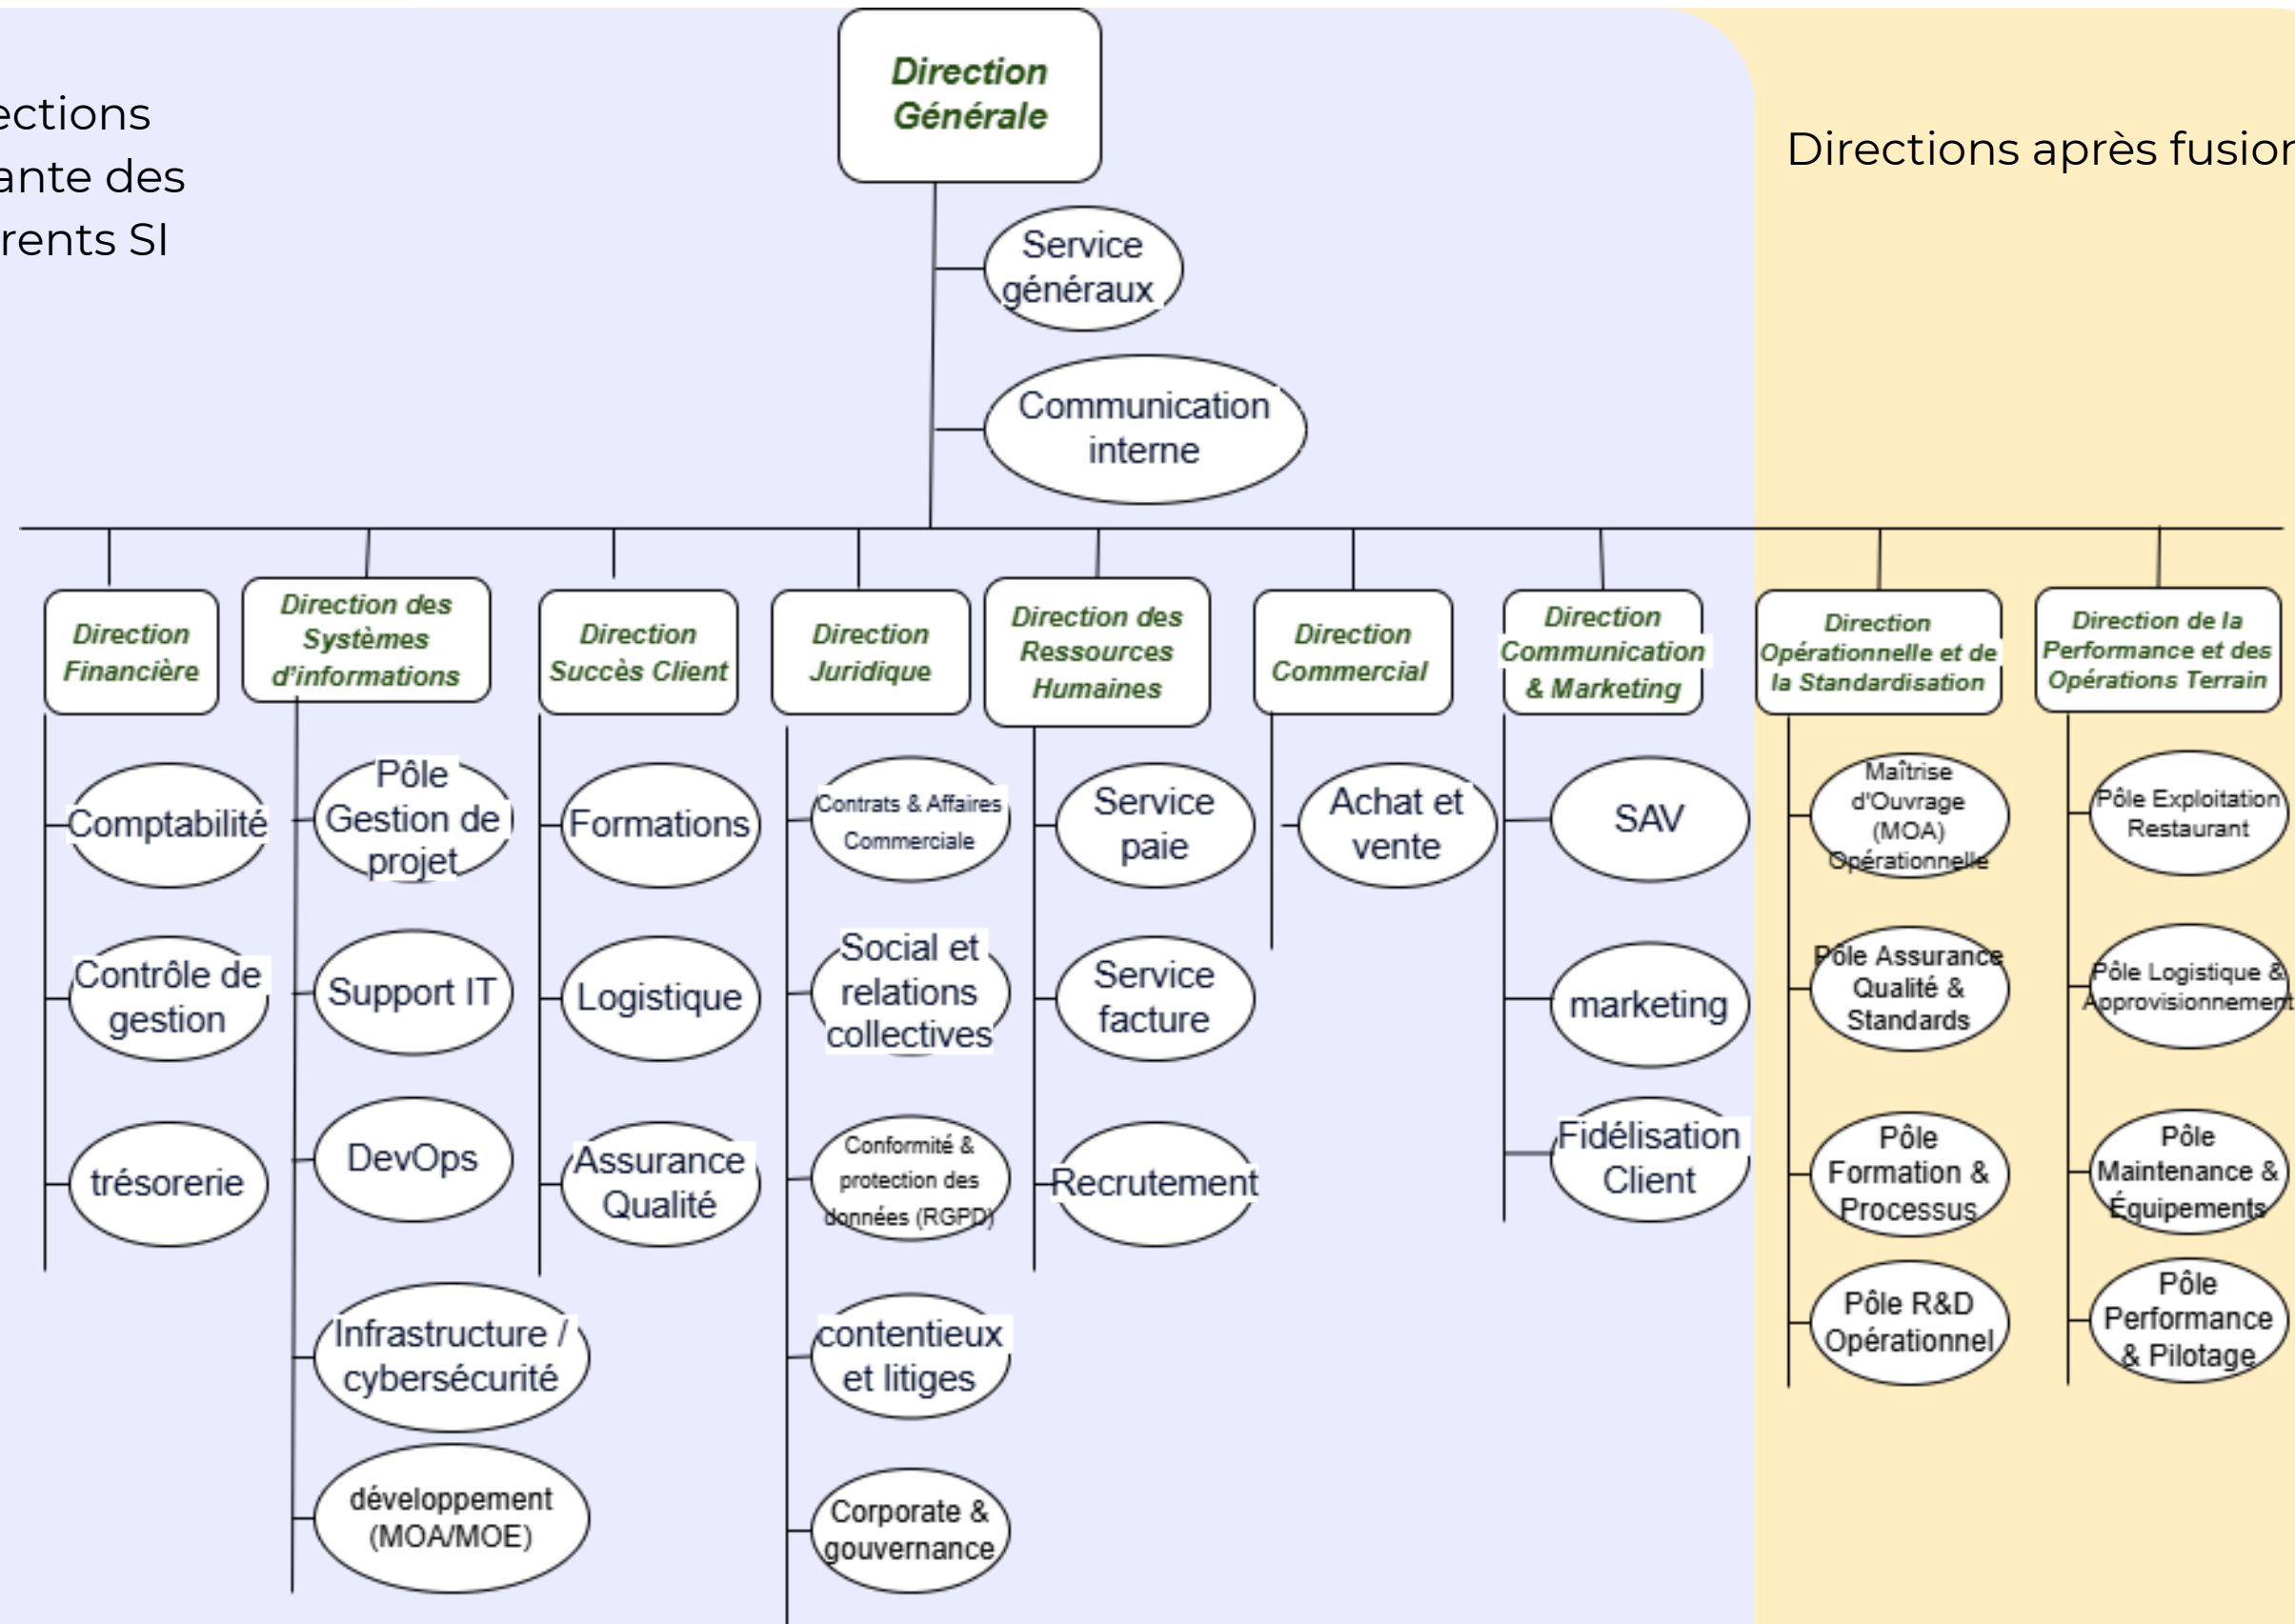 Direction
Générale
ections
ante des
rents SI
Directions après fusion
Service
généraux
Communication
interne
Direction
Financière
Direction des
Systèmes
d'informations
Direction
Succès Client
Direction
Juridique
Direction des
Ressources
Humaines
Direction
Commercial
Direction
Communication
& Marketing
Direction
Opérationnelle et de
la Standardisation
Direction de la
Performance et des
Opérations Terrain
Comptabilité
Contrôle de
gestion
trésorerie
Pôle
Gestion de
projet
Support IT
DevOps
Infrastructure /
cybersécurité
développement
(MOA/MOE)
Formations
Logistique
Assurance
Qualité
Contrats & Affaires
Commerciale
Social et
relations
collectives
Conformité &
protection des
données (RGPD)
contentieux
et litiges
Corporate &
gouvernance
Service
paie
Service
facture
Recrutement
Achat et
vente
SAV
marketing
Fidélisation
Client
Maîtrise
d'Ouvrage
(MOA)
Opérationnelle
Pôle Assurance
Qualité &
Standards
Pôle
Formation &
Processus
Pôle R&D
Opérationnel
Pôle Exploitation
Restaurant
Pôle Logistique &
Approvisionnement
Pôle
Maintenance &
Équipements
Pôle
Performance
& Pilotage